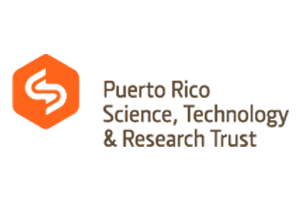 Puerto Rico
Science, Technology
& Research Trust